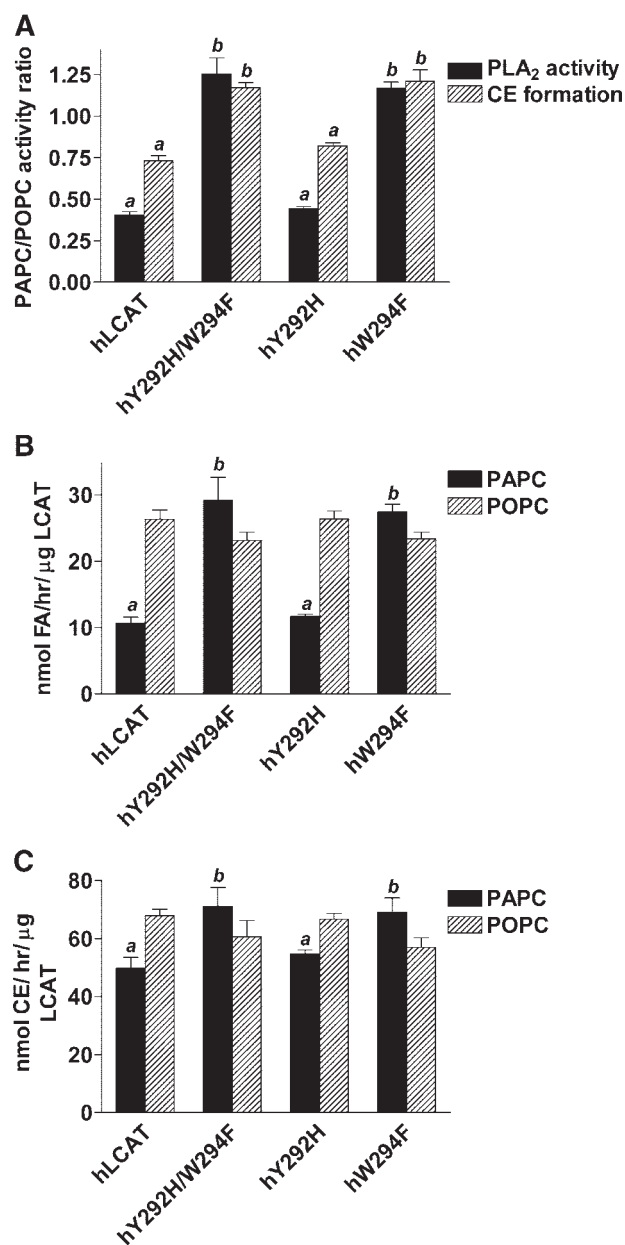 A
PAPC/POPC activity ratio
1.25
1.00
0.75
0.50
0.25
0.00
a
a
b
b
a
a
b
b
PLA2 activity
CE formation
hLCAT
hY292H/W294F
hY292H
hW294F
B
nmol FA/hr/μg LCAT
30
20
10
0
a
b
a
b
PAPC
POPC
hLCAT
hY292H/W294F
hY292H
hW294F
C
nmol CE/ hr/μg
LCAT
80
60
40
20
0
a
b
a
b
PAPC
POPC
hLCAT
hY292H/W294F
hY292H
hW294F